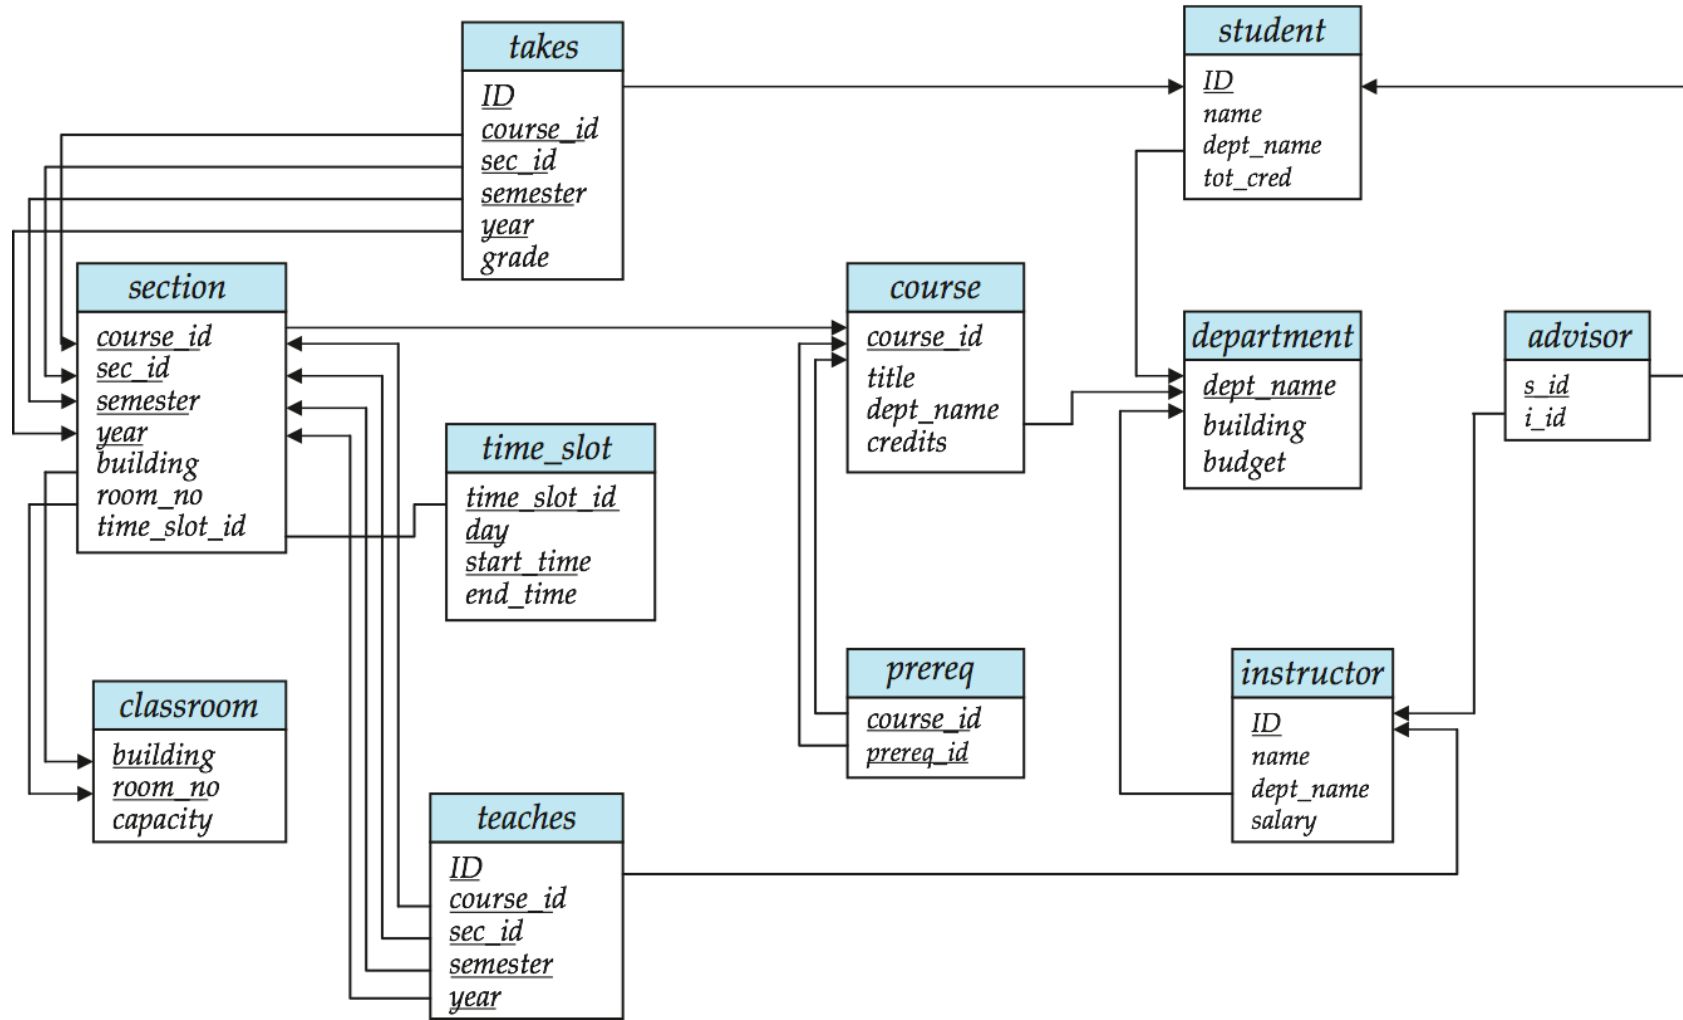 takes
ID
course_id
sec_id
semester
year
grade
student
ID
name
dept_name
tot_cred
section
course_id
sec_id
semester
year
building
room_no
time_slot_id
course
course_id
title
dept_name
credits
department
dept_name
building
budget
advisor
s_id
i_id
time_slot
time_slot_id
day
start_time
end_time
prereq
course_id
prereq_id
instructor
ID
name
dept_name
salary
classroom
building
room_no
capacity
teaches
ID
course_id
sec_id
semester
year